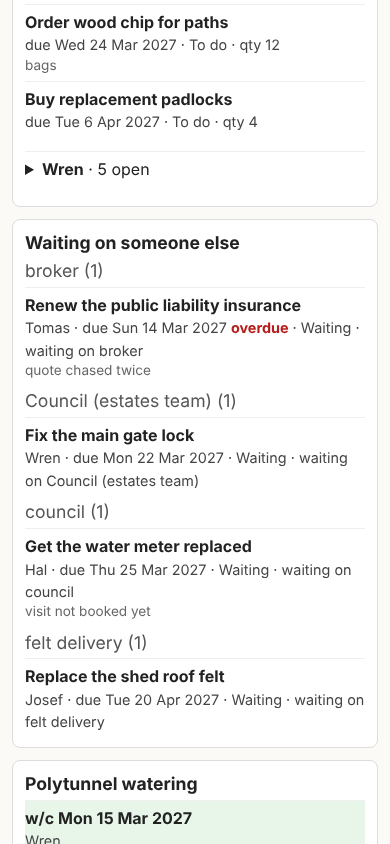 Order wood chip for paths
due Wed 24 Mar 2027 · To do · qty 12
bags
Buy replacement padlocks
due Tue 6 Apr 2027 · To do · qty 4
▶ Wren · 5 open
Waiting on someone else
broker (1)
Renew the public liability insurance
Tomas · due Sun 14 Mar 2027 overdue · Waiting ·
waiting on broker
quote chased twice
Council (estates team) (1)
Fix the main gate lock
Wren · due Mon 22 Mar 2027 · Waiting · waiting
on Council (estates team)
council (1)
Get the water meter replaced
Hal · due Thu 25 Mar 2027 · Waiting · waiting on
council
visit not booked yet
felt delivery (1)
Replace the shed roof felt
Josef · due Tue 20 Apr 2027 · Waiting · waiting on
felt delivery
Polytunnel watering
w/c Mon 15 Mar 2027
Wren